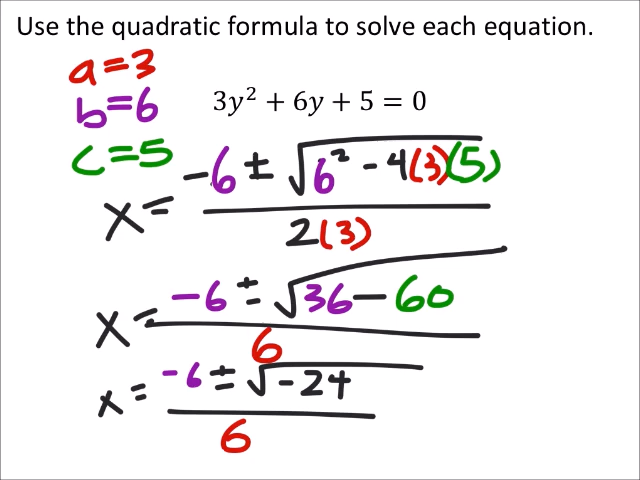 Use the quadratic formula to solve each equation.
a=3
b=6
c=5
3y² + 6y + 5 = 0
x = (-6 ± √(6² - 4(3)(5))) / 2(3)
x = (-6 ± √(36 - 60)) / 6
x = (-6 ± √(-24)) / 6